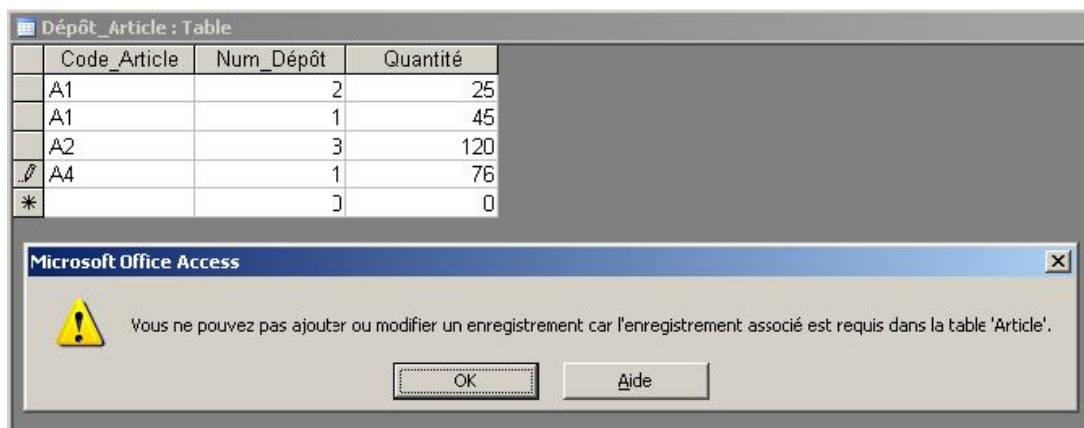 Dépôt_Article : Table
Code_Article Num_Dépôt Quantité
A1 2 25
A1 1 45
A2 3 120
A4 1 76
0 0
Microsoft Office Access
Vous ne pouvez pas ajouter ou modifier un enregistrement car l'enregistrement associé est requis dans la table 'Article'.
OK Aide